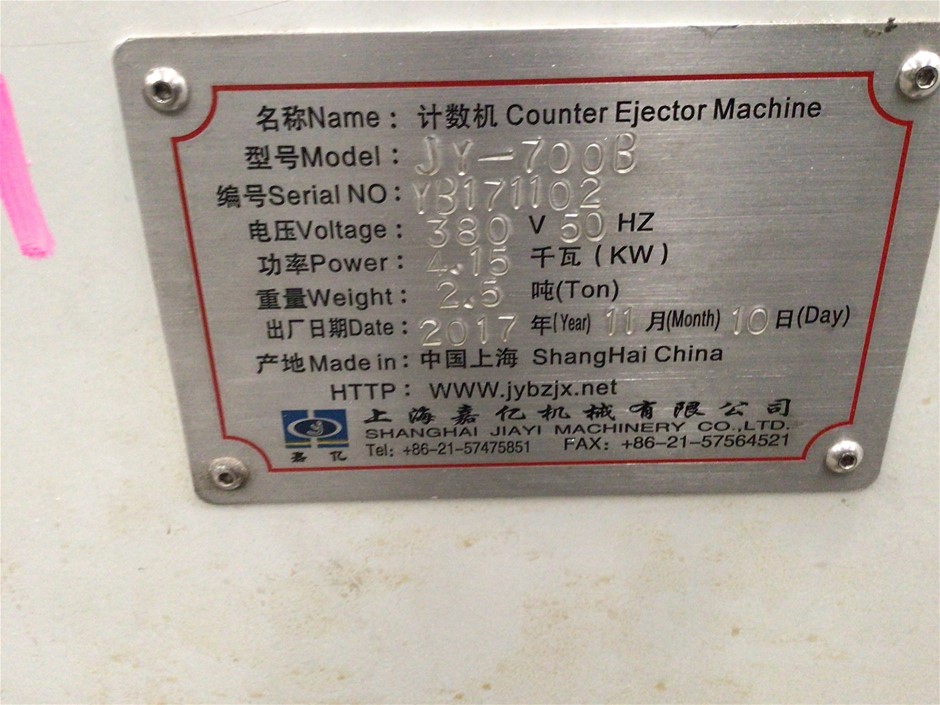 名称Name: 计数机 Counter Ejector Machine
型号Model: JY-700B
编号Serial NO: YB171102
电压Voltage: 380 V 50 HZ
功率Power: 4.15 千瓦 (KW)
重量Weight: 2.5 吨(Ton)
出厂日期Date: 2017 年(Year) 11 月(Month) 10 日(Day)
产地Made in: 中国上海 ShangHai China
HTTP: WWW.jybzjx.net
上海嘉亿机械有限公司
SHANGHAI JIAYI MACHINERY CO.,LTD.
嘉亿 Tel: +86-21-57475851 FAX: +86-21-57564521